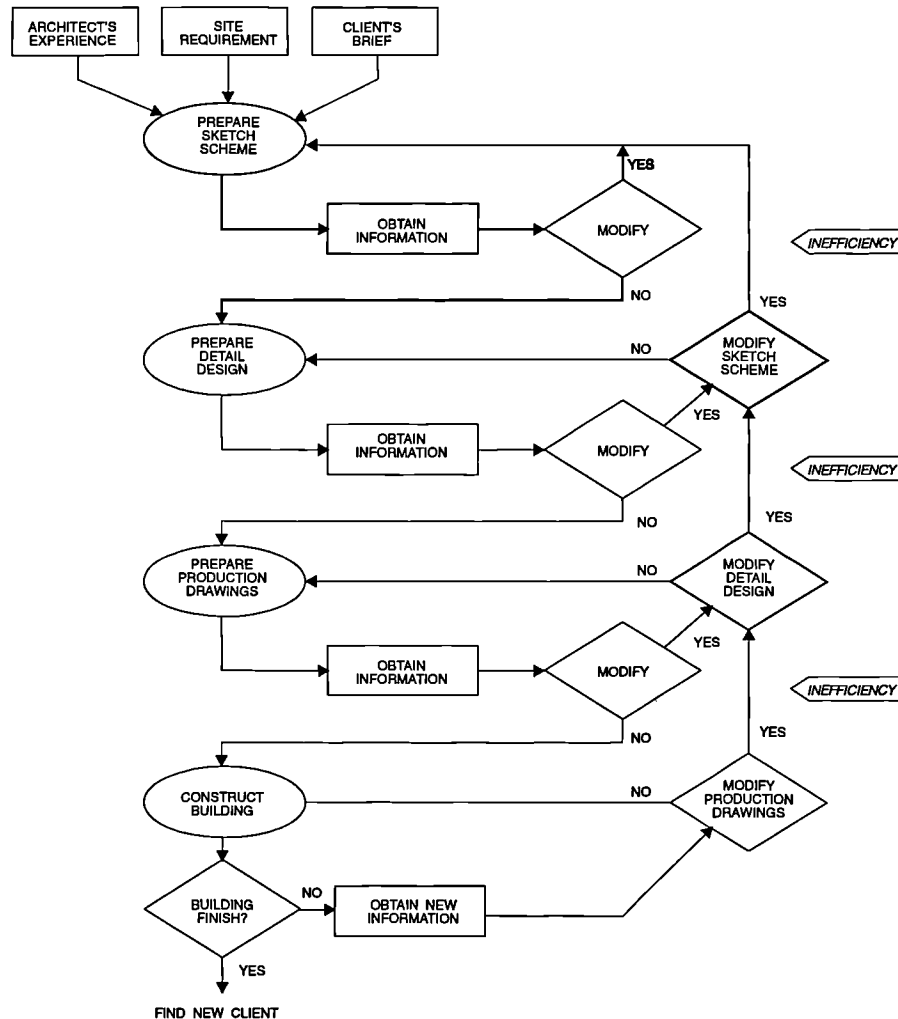 ARCHITECT'S
EXPERIENCE
SITE
REQUIREMENT
CLIENT'S
BRIEF
PREPARE
SKETCH
SCHEME
YES
OBTAIN
INFORMATION
MODIFY
INEFFICIENCY
NO
YES
PREPARE
DETAIL
DESIGN
NO
MODIFY
SKETCH
SCHEME
YES
OBTAIN
INFORMATION
MODIFY
INEFFICIENCY
NO
YES
PREPARE
PRODUCTION
DRAWINGS
NO
MODIFY
DETAIL
DESIGN
YES
OBTAIN
INFORMATION
MODIFY
INEFFICIENCY
NO
YES
CONSTRUCT
BUILDING
NO
MODIFY
PRODUCTION
DRAWINGS
BUILDING
FINISH?
NO
OBTAIN NEW
INFORMATION
YES
FIND NEW CLIENT